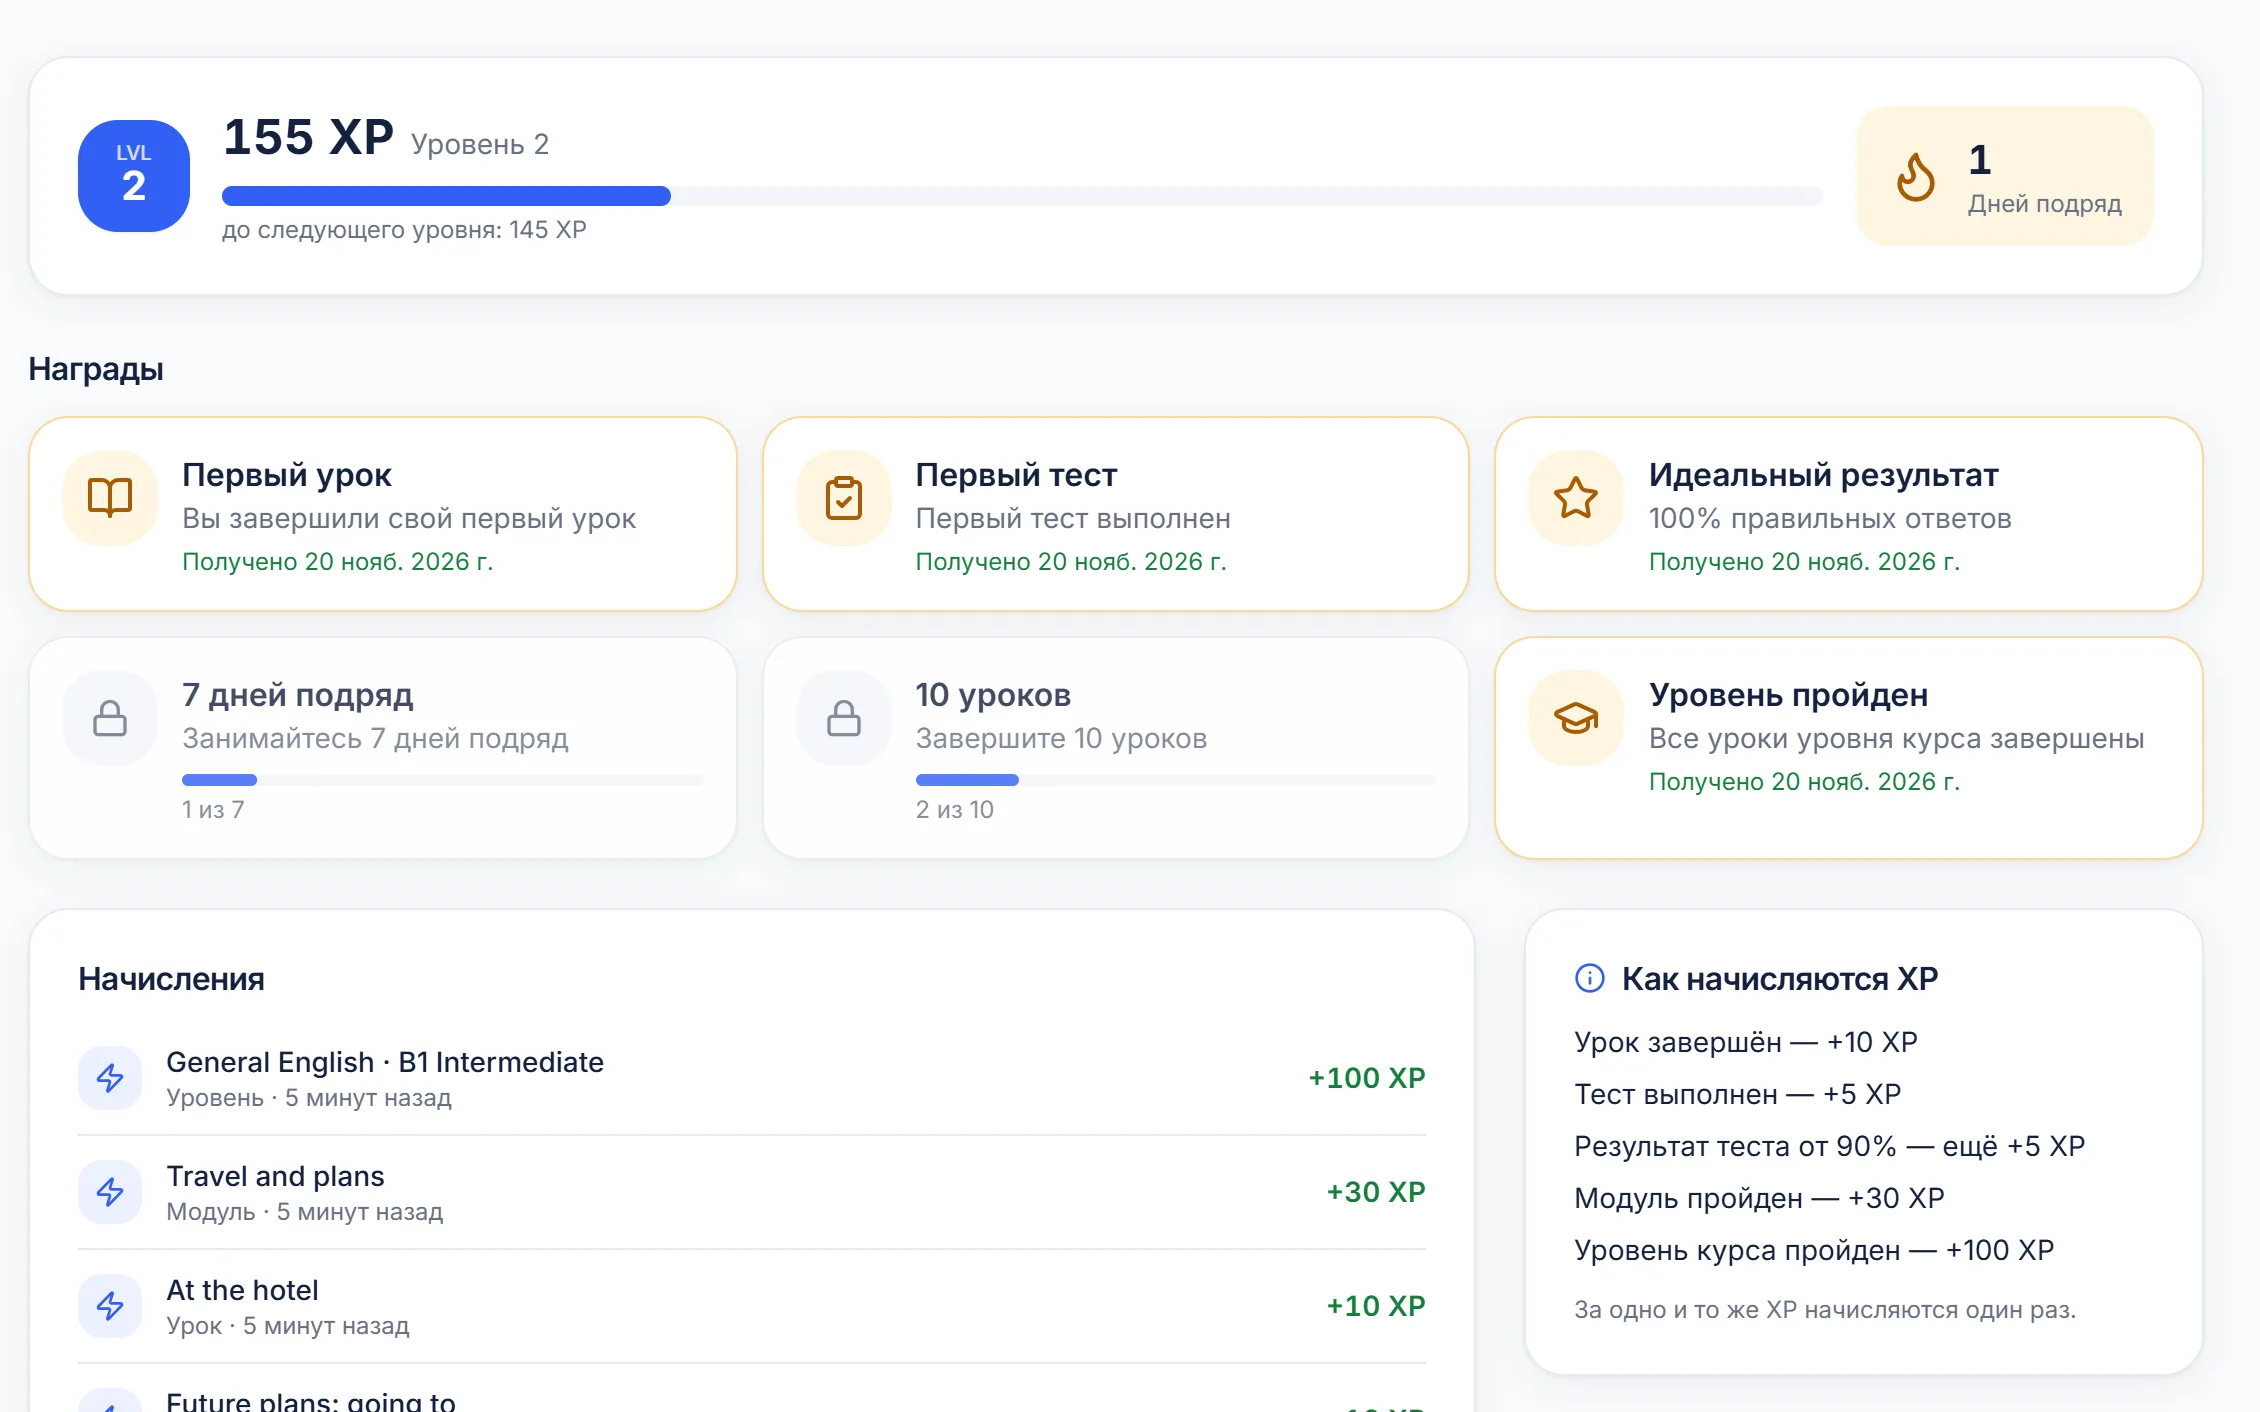 LVL
2
155 XP Уровень 2
до следующего уровня: 145 XP
1
Дней подряд
Награды
Первый урок
Вы завершили свой первый урок
Получено 20 нояб. 2026 г.
Первый тест
Первый тест выполнен
Получено 20 нояб. 2026 г.
Идеальный результат
100% правильных ответов
Получено 20 нояб. 2026 г.
7 дней подряд
Занимайтесь 7 дней подряд
1 из 7
10 уроков
Завершите 10 уроков
2 из 10
Уровень пройден
Все уроки уровня курса завершены
Получено 20 нояб. 2026 г.
Начисления
General English · B1 Intermediate
Уровень · 5 минут назад
+100 XP
Travel and plans
Модуль · 5 минут назад
+30 XP
At the hotel
Урок · 5 минут назад
+10 XP
Future plans: going to
Как начисляются XP
Урок завершён — +10 XP
Тест выполнен — +5 XP
Результат теста от 90% — ещё +5 XP
Модуль пройден — +30 XP
Уровень курса пройден — +100 XP
За одно и то же XP начисляются один раз.